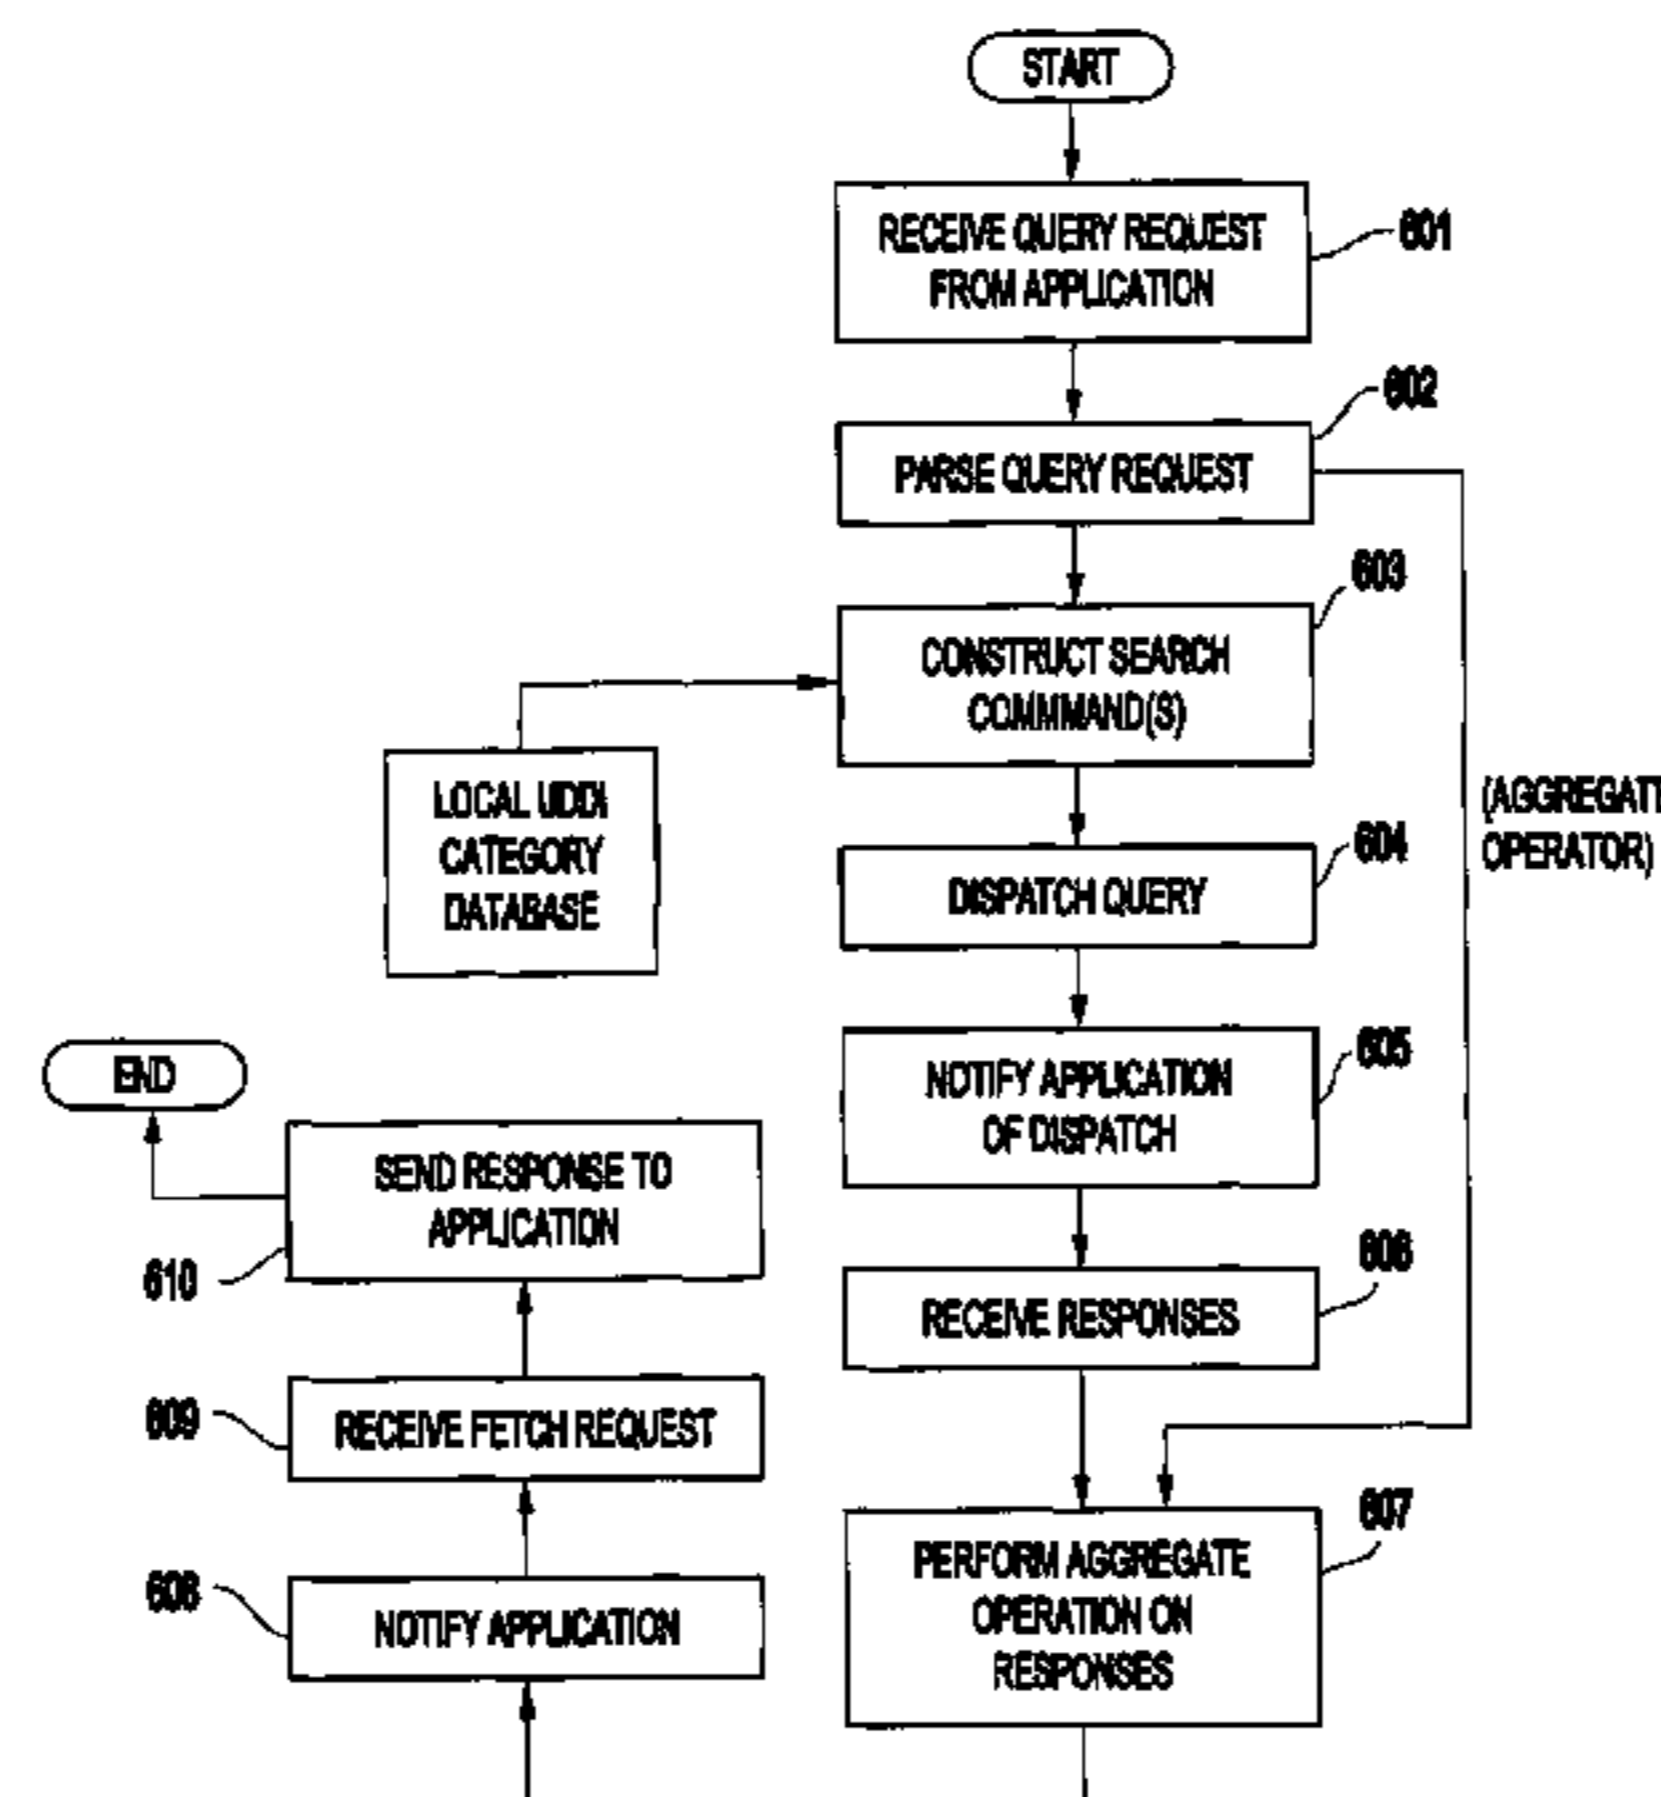 START
RECEIVE QUERY REQUEST
FROM APPLICATION
601
PARSE QUERY REQUEST
602
CONSTRUCT SEARCH
COMMMAND(S)
603
LOCAL UDDI
CATEGORY
DATABASE
(AGGREGATE
OPERATOR)
DISPATCH QUERY
604
NOTIFY APPLICATION
OF DISPATCH
605
RECEIVE RESPONSES
606
PERFORM AGGREGATE
OPERATION ON
RESPONSES
607
NOTIFY APPLICATION
608
RECEIVE FETCH REQUEST
609
SEND RESPONSE TO
APPLICATION
610
END